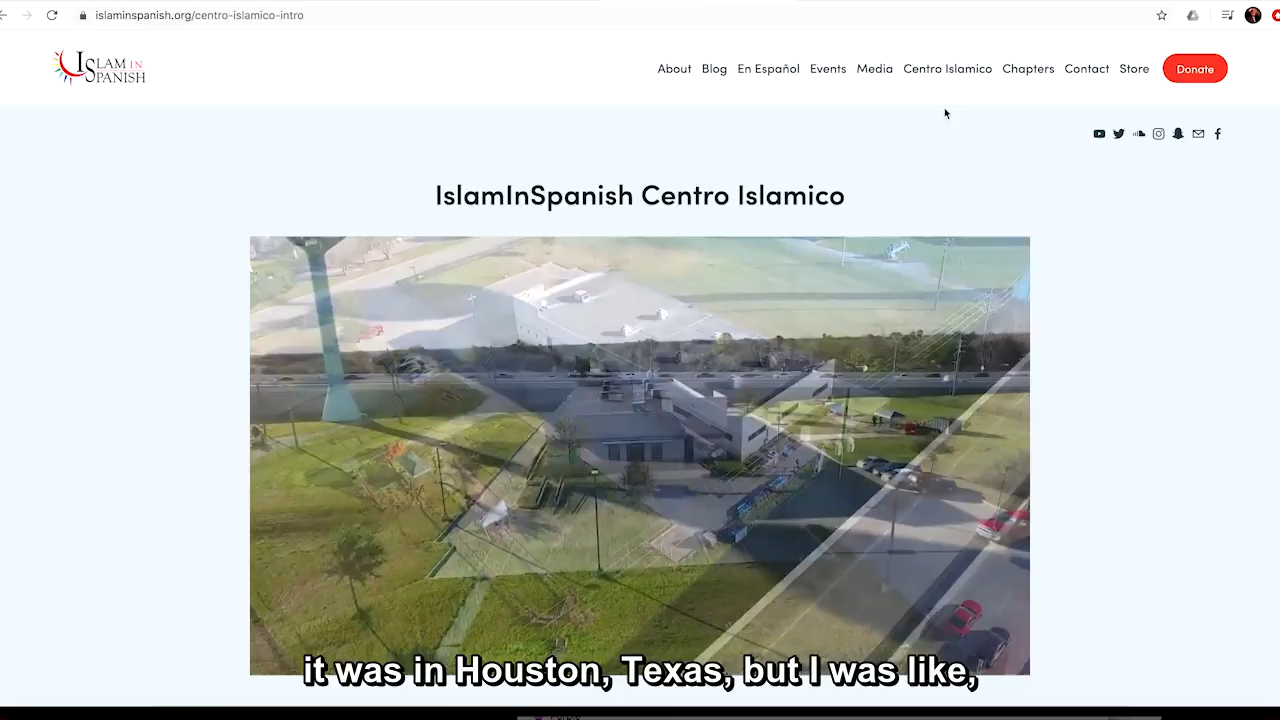 islaminspanish.org/centro-islamico-intro
ISLAM IN
SPANISH
About Blog En Español Events Media Centro Islamico Chapters Contact Store Donate
IslamInSpanish Centro Islamico
it was in Houston, Texas, but I was like,